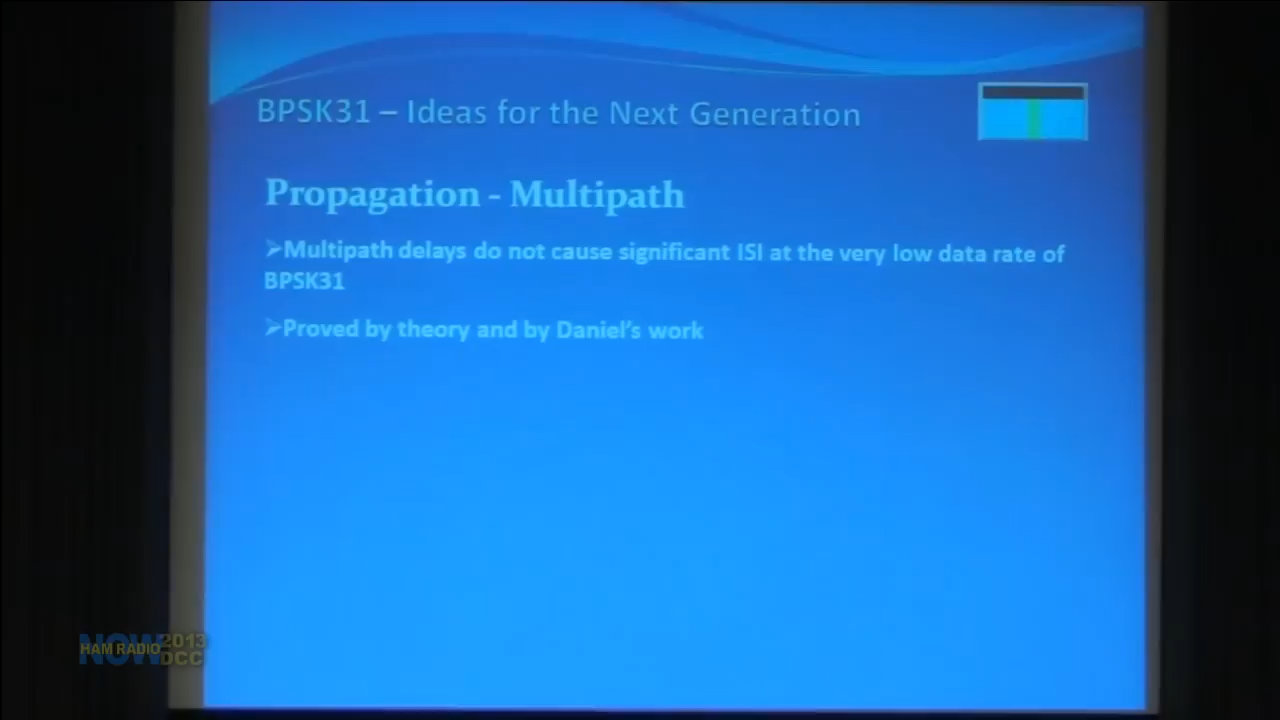 BPSK31 – Ideas for the Next Generation
Propagation - Multipath
➢Multipath delays do not cause significant ISI at the very low data rate of
BPSK31
➢Proved by theory and by Daniel's work
HAM RADIO NOW 2013
DCC